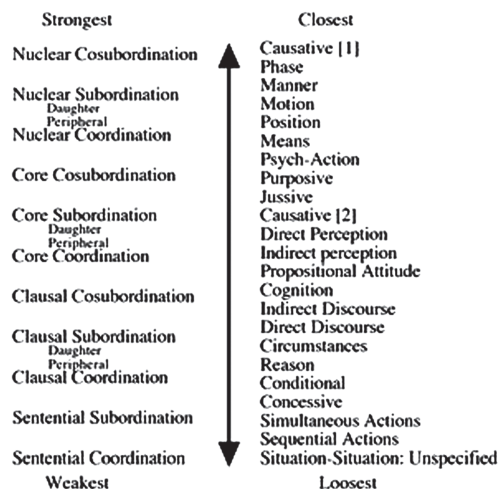 Strongest
Nuclear Cosubordination
Nuclear Subordination
Daughter
Peripheral
Nuclear Coordination
Core Cosubordination
Core Subordination
Daughter
Peripheral
Core Coordination
Clausal Cosubordination
Clausal Subordination
Daughter
Peripheral
Clausal Coordination
Sentential Subordination
Sentential Coordination
Weakest
Closest
Causative [1]
Phase
Manner
Motion
Position
Means
Psych-Action
Purposive
Jussive
Causative [2]
Direct Perception
Indirect perception
Propositional Attitude
Cognition
Indirect Discourse
Direct Discourse
Circumstances
Reason
Conditional
Concessive
Simultaneous Actions
Sequential Actions
Situation-Situation: Unspecified
Loosest